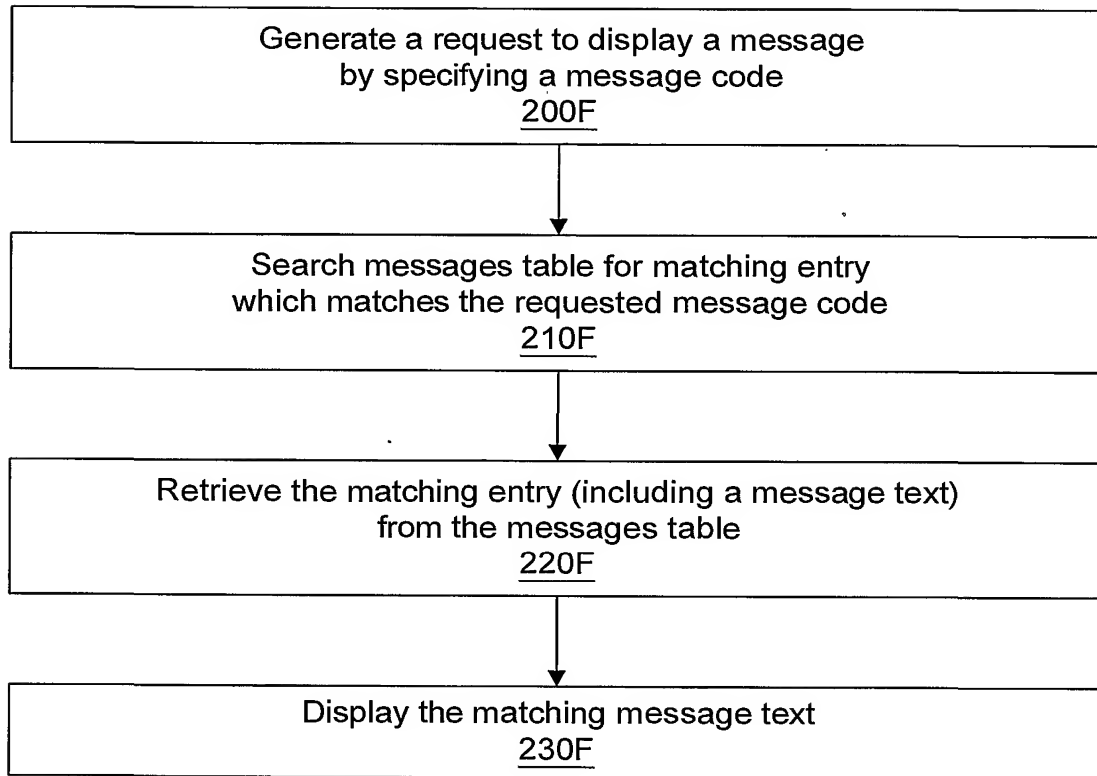 Generate a request to display a message
by specifying a message code
200F
Search messages table for matching entry
which matches the requested message code
210F
Retrieve the matching entry (including a message text)
from the messages table
220F
Display the matching message text
230F